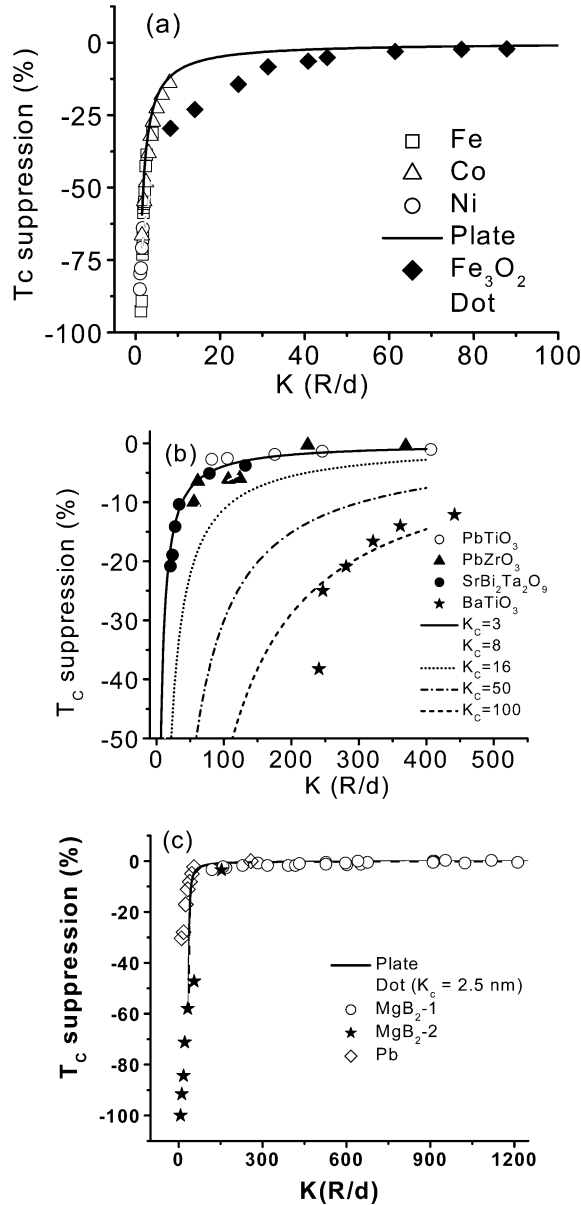 (a)
0
-25
-50
-75
-100
Tc suppression (%)
Fe
Co
Ni
Plate
Fe3O2
Dot
0 20 40 60 80 100
K (R/d)
(b)
0
-10
-20
-30
-40
-50
TC suppression (%)
PbTiO3
PbZrO3
SrBi2Ta2O9
BaTiO3
KC=3
KC=8
KC=16
KC=50
KC=100
0 100 200 300 400 500
K (R/d)
(c)
0
-20
-40
-60
-80
-100
TC suppression (%)
Plate
Dot (Kc = 2.5 nm)
MgB2-1
MgB2-2
Pb
0 300 600 900 1200
K(R/d)